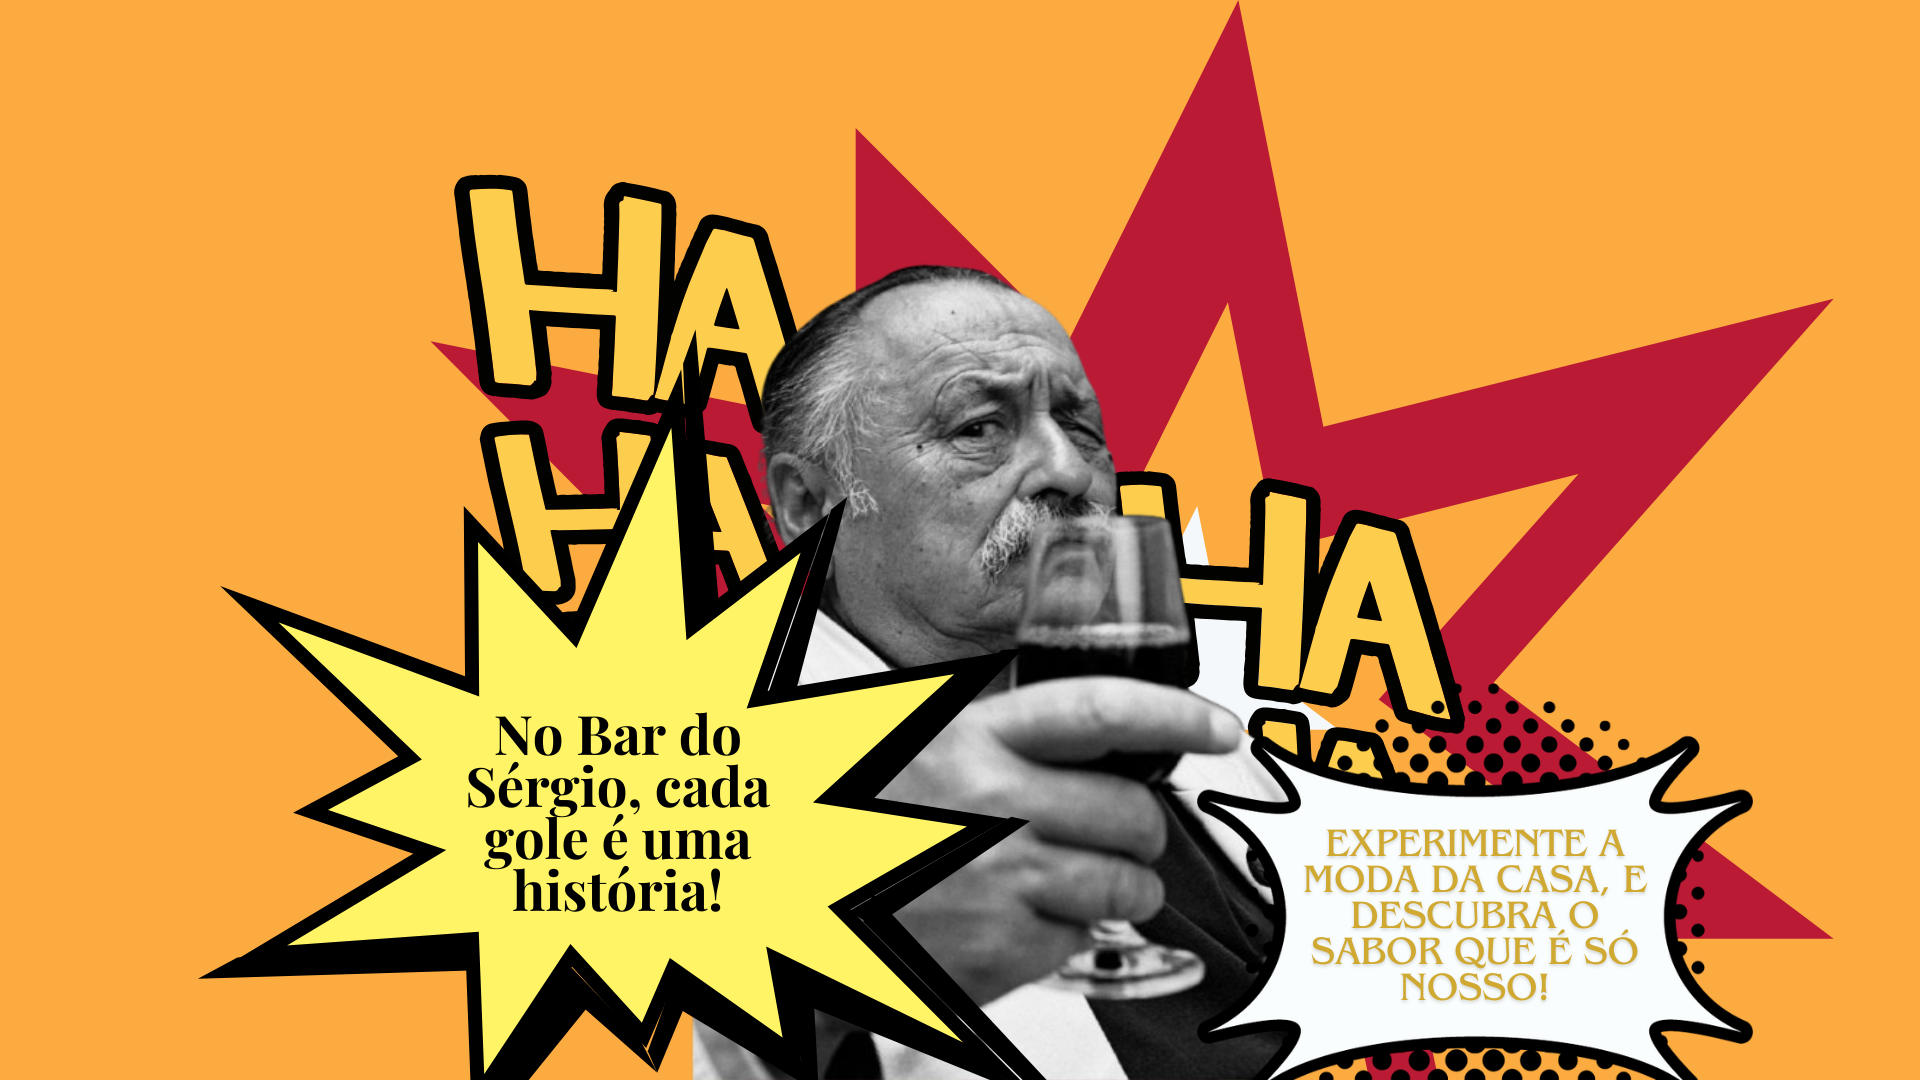 HA
HA
HA
HA
No Bar do
Sérgio, cada
gole é uma
história!
EXPERIMENTE A
MODA DA CASA, E
DESCUBRA O
SABOR QUE É SÓ
NOSSO!